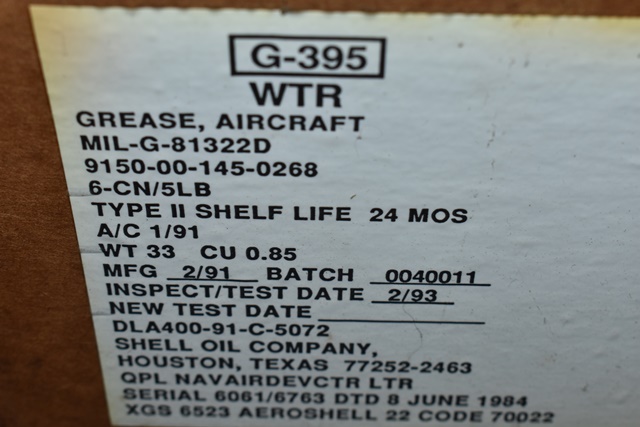 G-395
WTR
GREASE, AIRCRAFT
MIL-G-81322D
9150-00-145-0268
6-CN/5LB
TYPE II SHELF LIFE 24 MOS
A/C 1/91
WT 33 CU 0.85
MFG 2/91 BATCH 0040011
INSPECT/TEST DATE 2/93
NEW TEST DATE
DLA400-91-C-5072
SHELL OIL COMPANY,
HOUSTON, TEXAS 77252-2463
QPL NAVAIRDEVCTR LTR
SERIAL 6061/6763 DTD 8 JUNE 1984
XGS 6523 AEROSHELL 22 CODE 70022